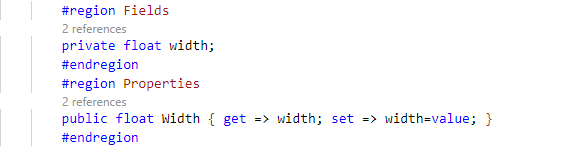 #region Fields
2 references
private float width;
#endregion
#region Properties
2 references
public float Width { get => width; set => width=value; }
#endregion